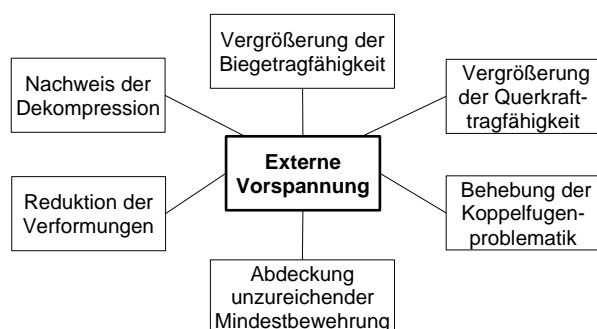 Vergrößerung der
Biegetragfähigkeit
Nachweis der
Dekompression
Vergrößerung
der Querkraft-
tragfähigkeit
Externe
Vorspannung
Reduktion der
Verformungen
Behebung der
Koppelfugen-
problematik
Abdeckung
unzureichender
Mindestbewehrung